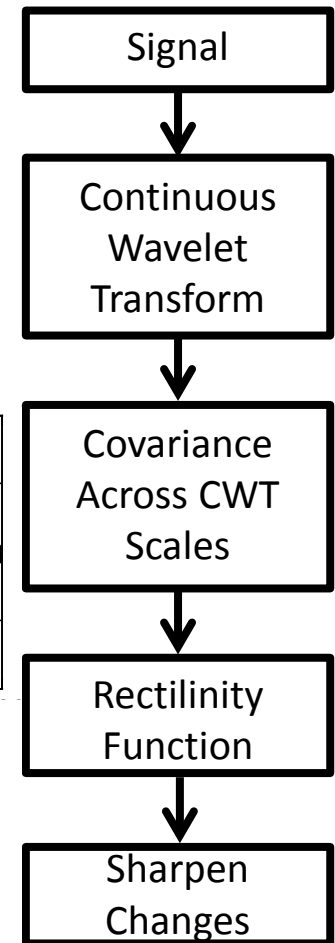 Signal
Continuous
Wavelet
Transform
Covariance
Across CWT
Scales
Rectilinity
Function
Sharpen
Changes